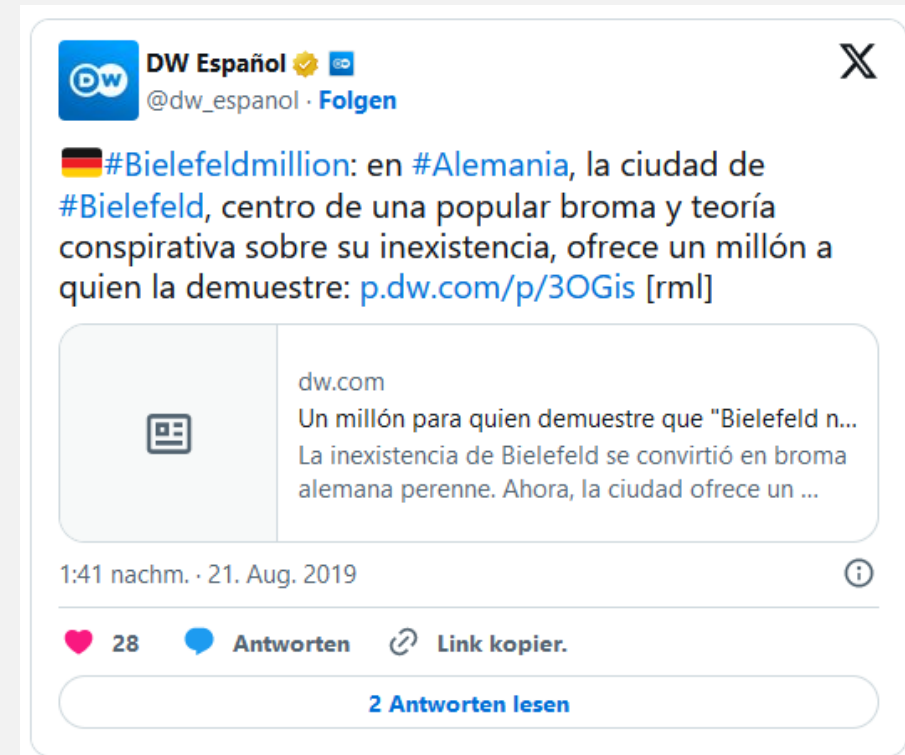 DW Español
@dw_espanol · Folgen
#Bielefeldmillion: en #Alemania, la ciudad de
#Bielefeld, centro de una popular broma y teoría
conspirativa sobre su inexistencia, ofrece un millón a
quien la demuestre: p.dw.com/p/3OGis [rml]
dw.com
Un millón para quien demuestre que "Bielefeld n...
La inexistencia de Bielefeld se convirtió en broma
alemana perenne. Ahora, la ciudad ofrece un ...
1:41 nachm. · 21. Aug. 2019
28 Antworten Link kopier.
2 Antworten lesen